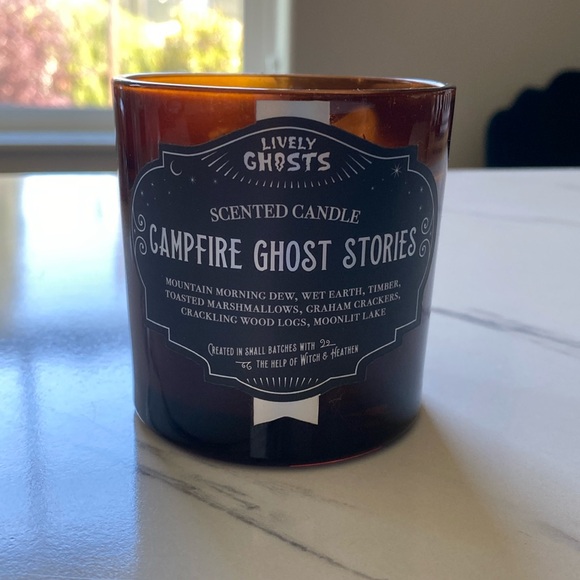 LIVELY
GHOSTS
SCENTED CANDLE
CAMPFIRE GHOST STORIES
MOUNTAIN MORNING DEW, WET EARTH, TIMBER,
TOASTED MARSHMALLOWS, GRAHAM CRACKERS,
CRACKLING WOOD LOGS, MOONLIT LAKE
CREATED IN SMALL BATCHES WITH
THE HELP OF WITCH & HEATHEN